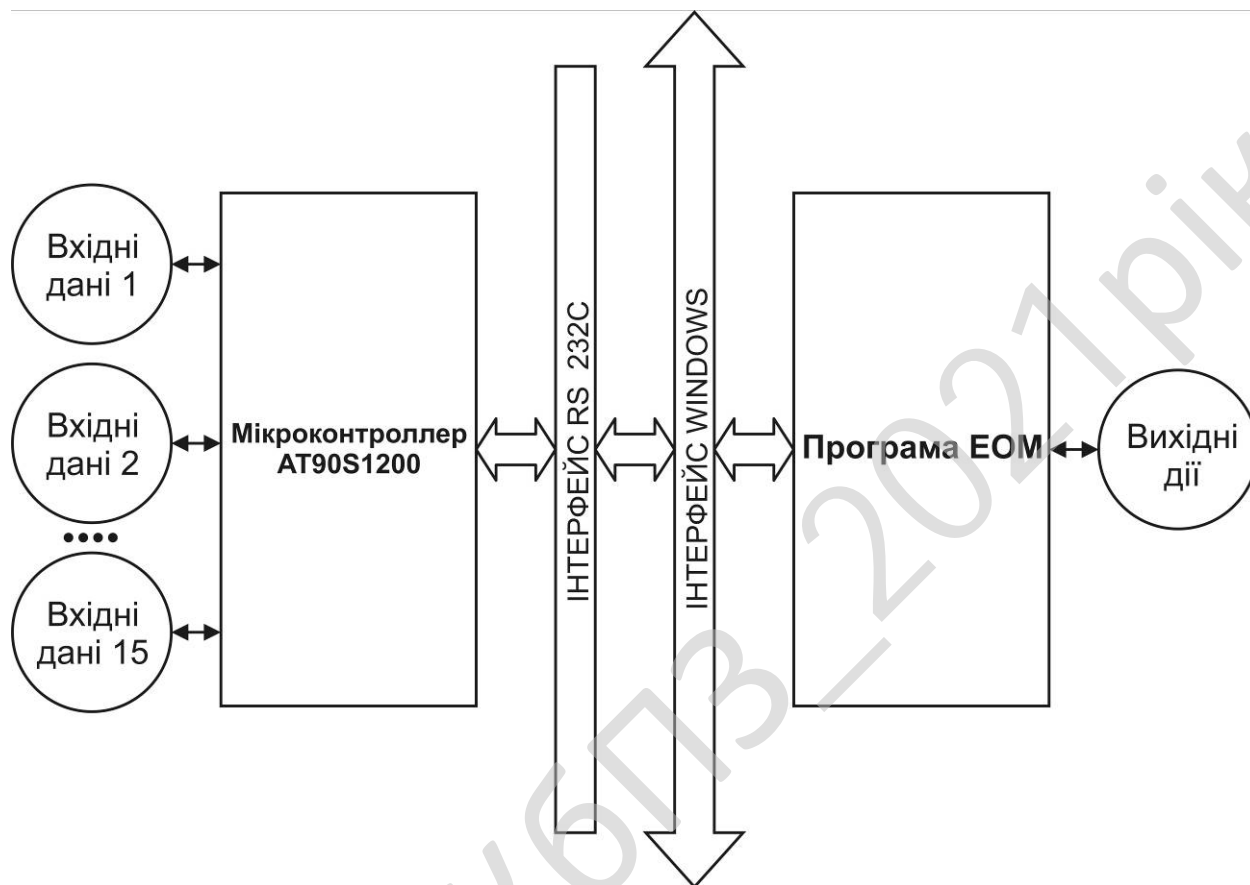 Вхідні
дані 1
Вхідні
дані 2
••••
Вхідні
дані 15
Мікроконтроллер
AT90S1200
ІНТЕРФЕЙС RS 232C
ІНТЕРФЕЙС WINDOWS
Програма ЕОМ
Вихідні
дії
КбПЗ_2021рік